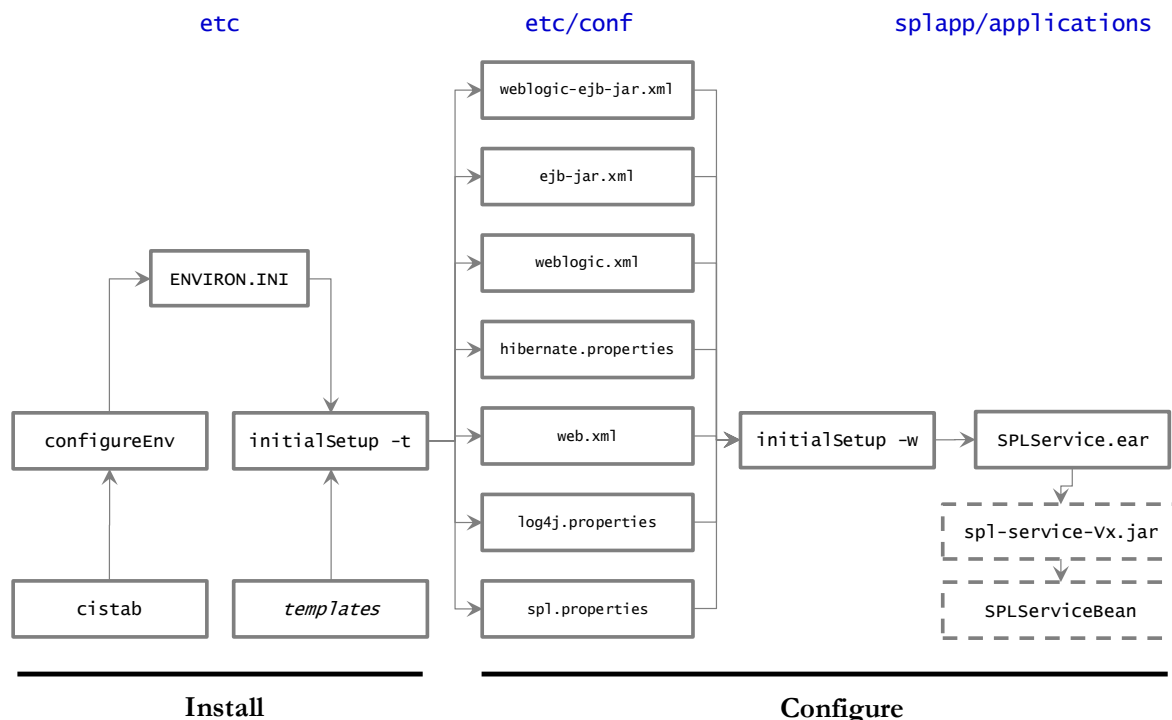 etc
etc/conf
splapp/applications
weblogic-ejb-jar.xml
ejb-jar.xml
weblogic.xml
ENVIRON.INI
hibernate.properties
configureEnv
initialSetup -t
web.xml
initialSetup -w
SPLService.ear
log4j.properties
spl-service-Vx.jar
cistab
templates
spl.properties
SPLServiceBean
Install
Configure